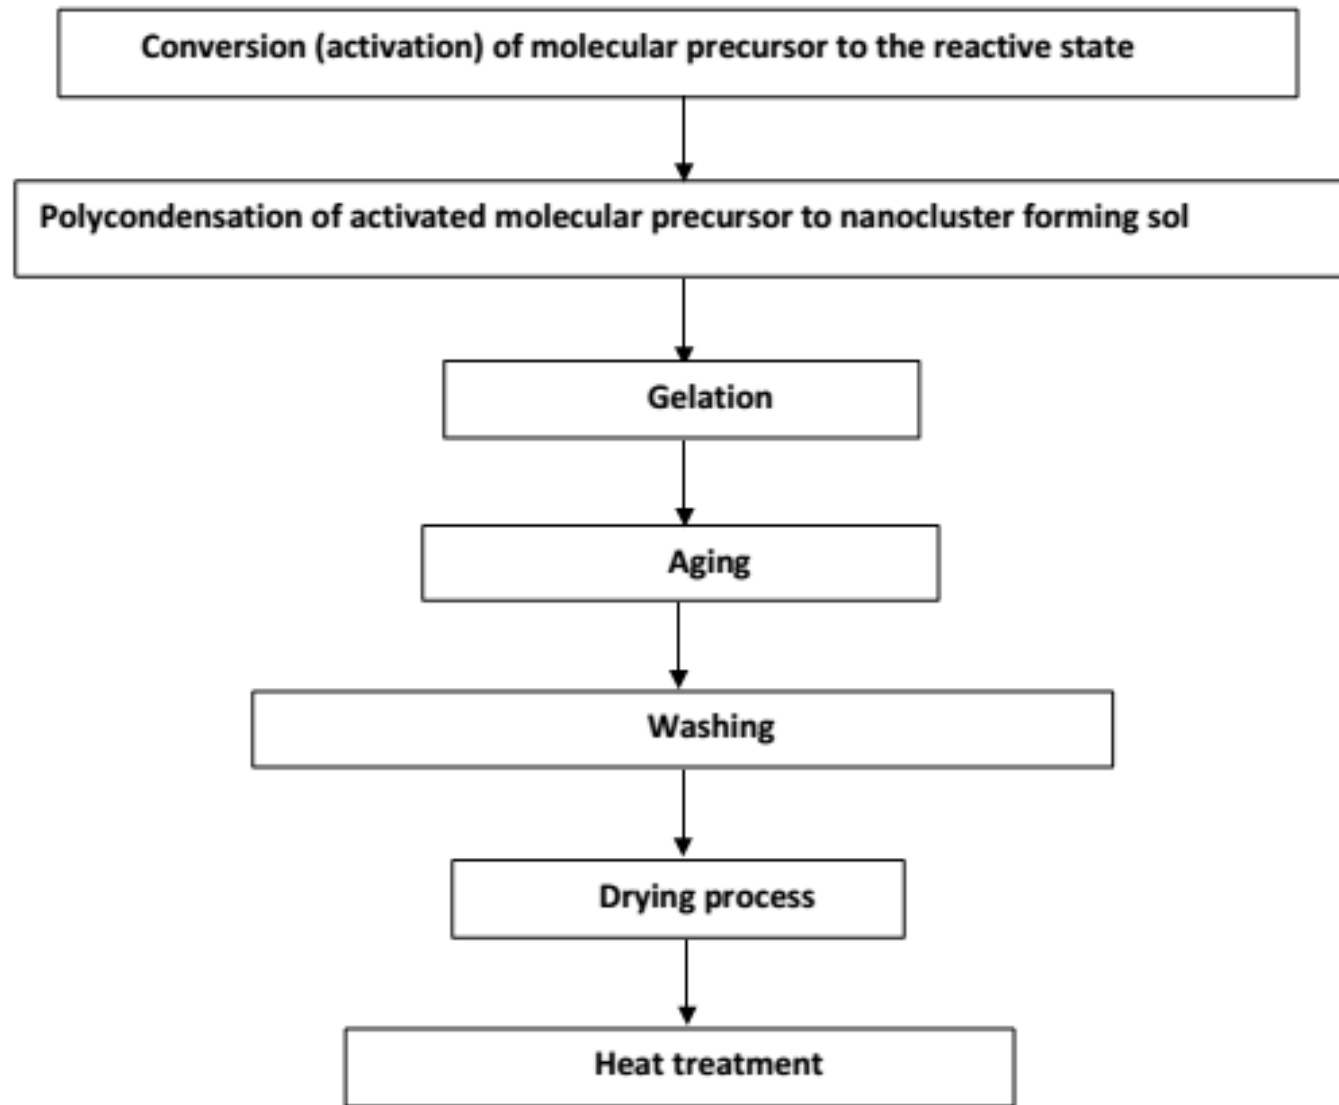 Conversion (activation) of molecular precursor to the reactive state
Polycondensation of activated molecular precursor to nanocluster forming sol
Gelation
Aging
Washing
Drying process
Heat treatment